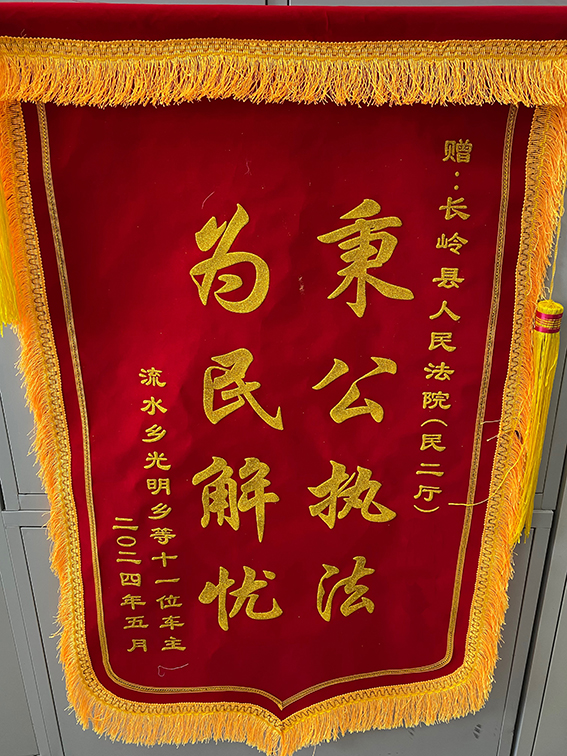 赠：长岭县人民法院（民二厅）
秉公执法
为民解忧
流水乡光明乡等十一位车主
二〇二四年五月